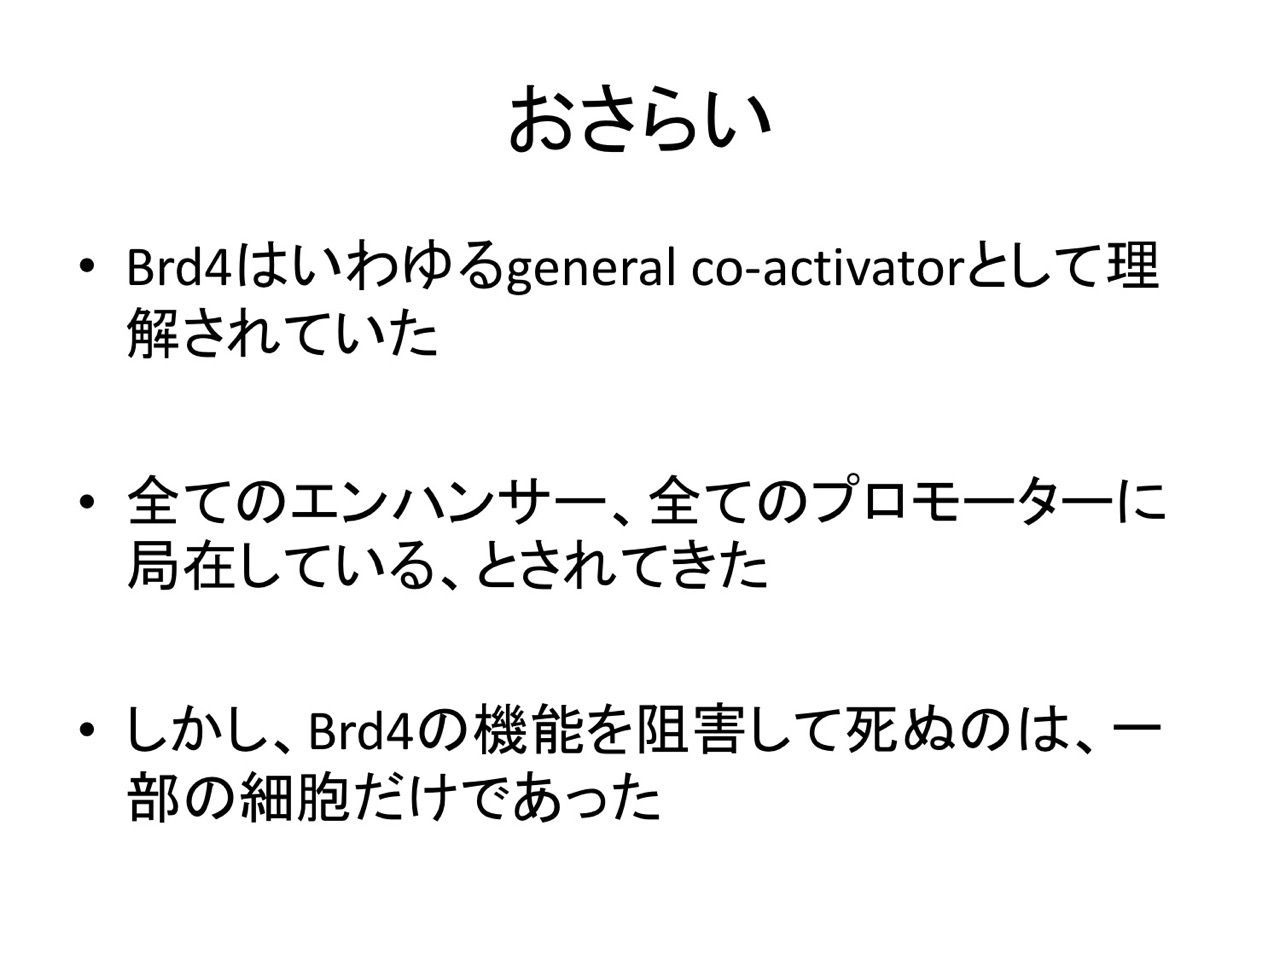 おさらい
• Brd4はいわゆるgeneral co-activatorとして理
解されていた
• 全てのエンハンサー、全てのプロモーターに
局在している、とされてきた
• しかし、Brd4の機能を阻害して死ぬのは、一
部の細胞だけであった